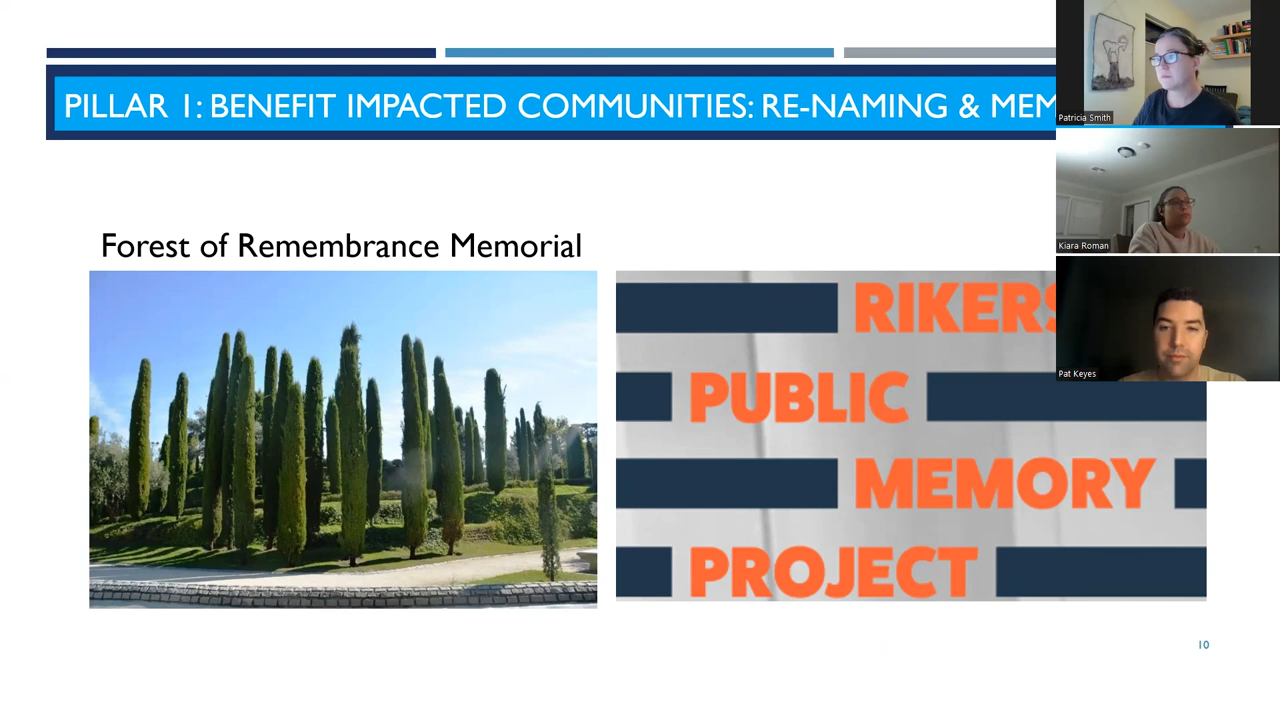 PILLAR 1: BENEFIT IMPACTED COMMUNITIES: RE-NAMING & MEM
Forest of Remembrance Memorial
RIKERS
PUBLIC
MEMORY
PROJECT
10
Patricia Smith
Kiara Roman
Pat Keyes